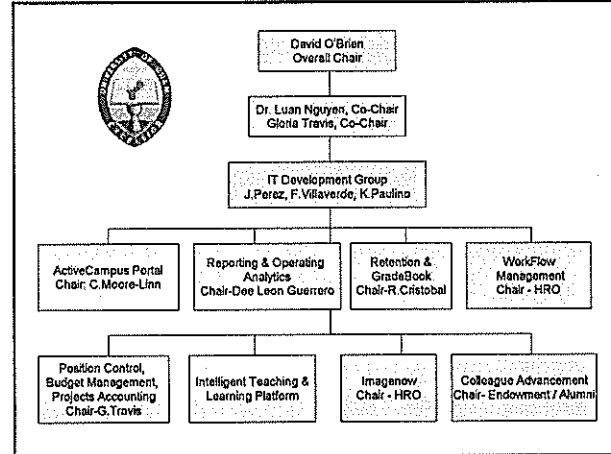 David O'Brien
Overall Chair
Dr. Luan Nguyen, Co-Chair
Gloria Travis, Co-Chair
IT Development Group
J.Perez, F.Villaverde, K.Paulino
ActiveCampus Portal
Chair, C.Moore-Linn
Reporting & Operating
Analytics
Chair-Dee Leon Guerrero
Retention &
GradeBook
Chair-R.Cristobal
WorkFlow
Management
Chair - HRO
Position Control,
Budget Management,
Projects Accounting
Chair-G.Travis
Intelligent Teaching &
Learning Platform
Imagenow
Chair - HRO
Colleague Advancement
Chair- Endowment / Alumni